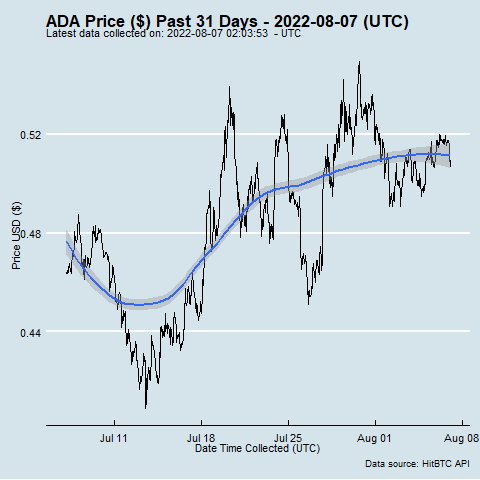 ADA Price ($) Past 31 Days - 2022-08-07 (UTC)
Latest data collected on: 2022-08-07 02:03:53 - UTC
0.52
0.48
0.44
Price USD ($)
Jul 11
Jul 18
Jul 25
Aug 01
Aug 08
Date Time Collected (UTC)
Data source: HitBTC API